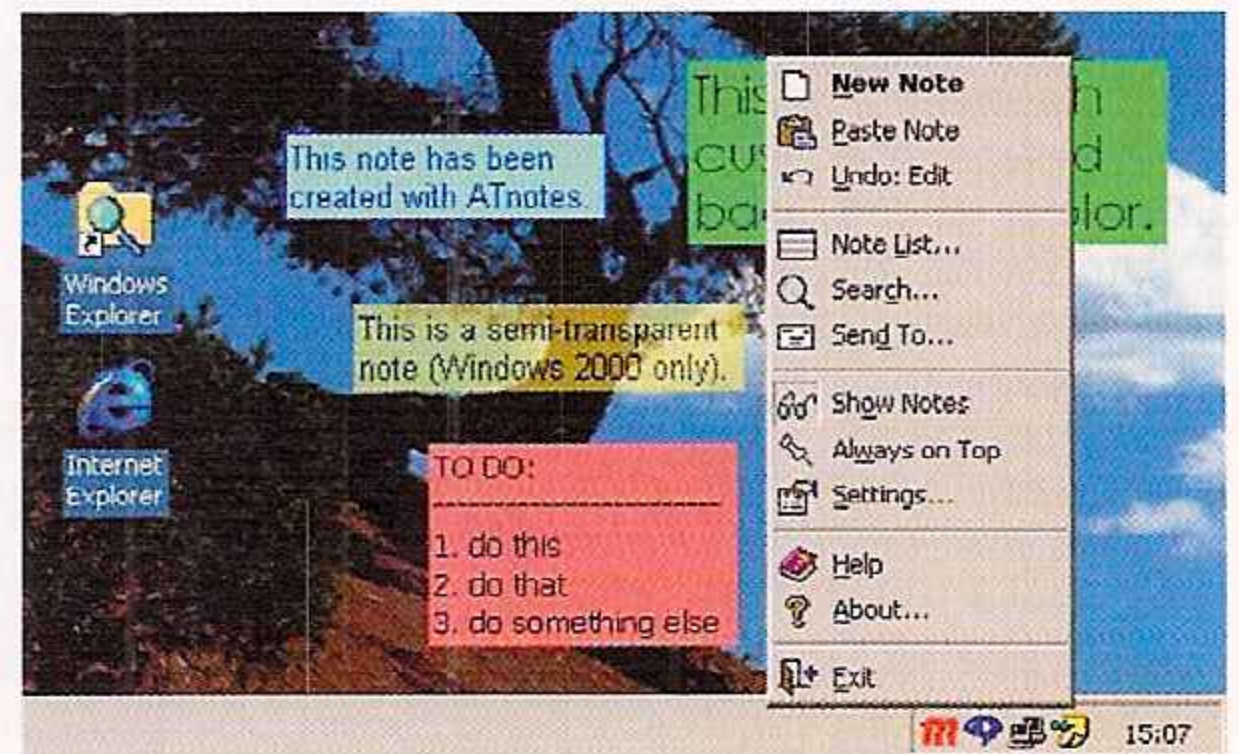 This note has been
created with ATnotes.
Windows
Explorer
This is a semi-transparent
note (Windows 2000 only).
Internet
Explorer
TO DO:
1. do this
2. do that
3. do something else
This
New Note
Paste Note
Undo: Edit
Note List...
Search...
Send To...
Show Notes
Always on Top
Settings...
Help
About...
Exit
15:07